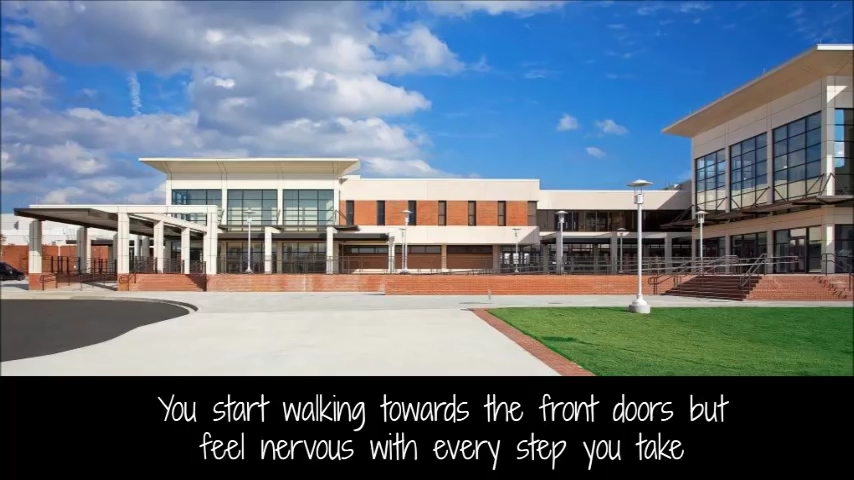 You start walking towards the front doors but
feel nervous with every step you take